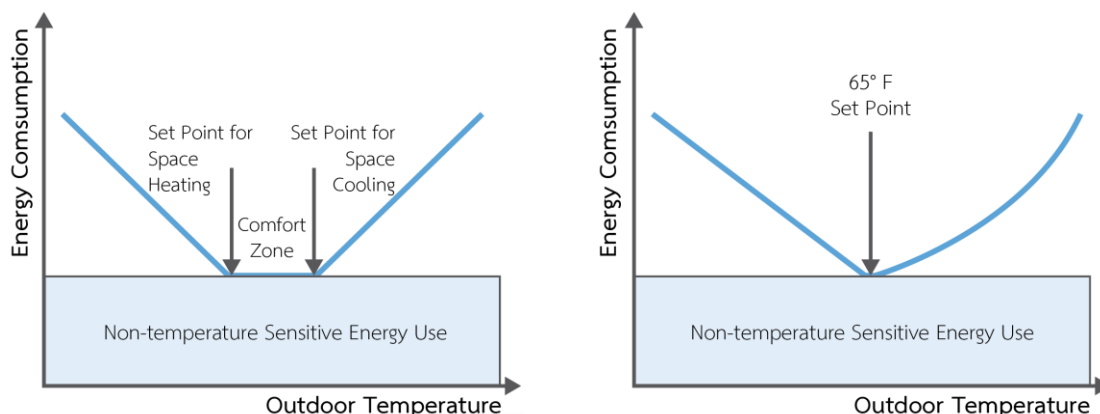 Energy Comsumption
Set Point for
Space
Heating
Set Point for
Space
Cooling
Comfort
Zone
Non-temperature Sensitive Energy Use
Outdoor Temperature
Energy Comsumption
65° F
Set Point
Non-temperature Sensitive Energy Use
Outdoor Temperature